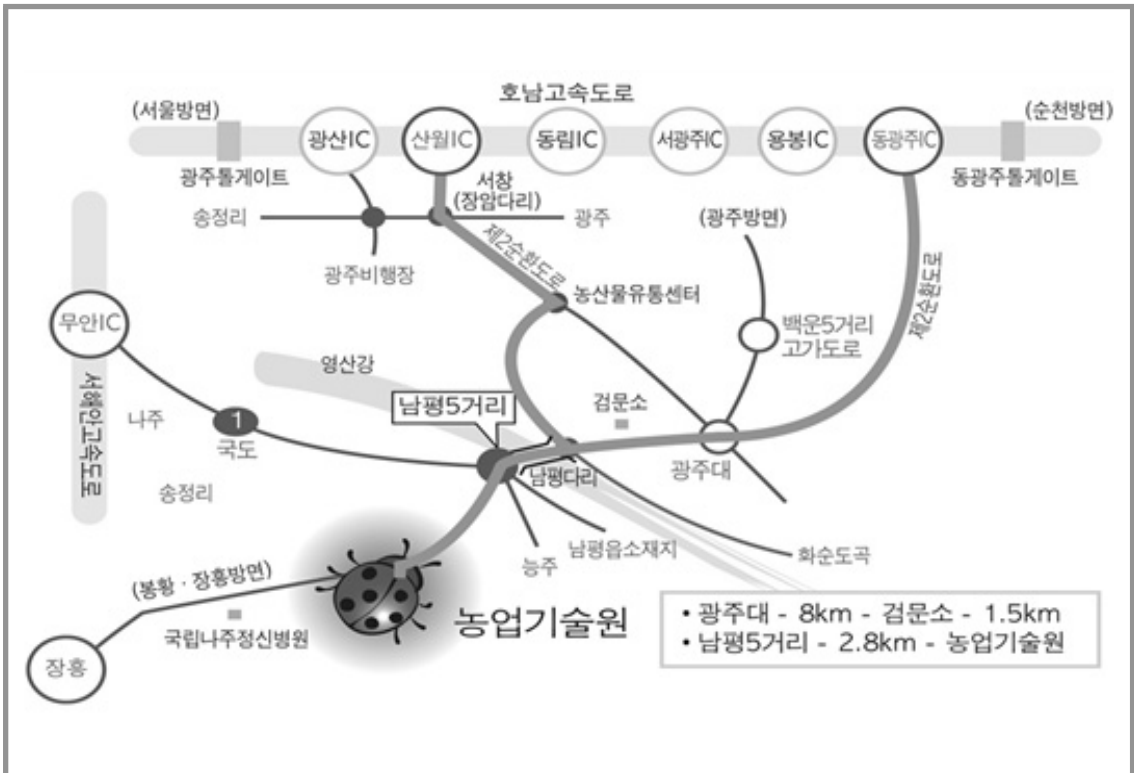 호남고속도로
(서울방면)
(순천방면)
광산IC
산월IC
동림IC
서광주IC
용봉IC
동광주IC
광주톨게이트
동광주톨게이트
서창
(장암다리)
송정리
광주
(광주방면)
광주비행장
제2순환도로
제2순환도로
농산물유통센터
무안IC
백운5거리
고가도로
영산강
서해안고속도로
남평5거리
검문소
나주
1
국도
남평다리
광주대
송정리
남평읍소재지
능주
화순도곡
(봉황 · 장흥방면)
국립나주정신병원
농업기술원
장흥
• 광주대 - 8km - 검문소 - 1.5km
• 남평5거리 - 2.8km - 농업기술원